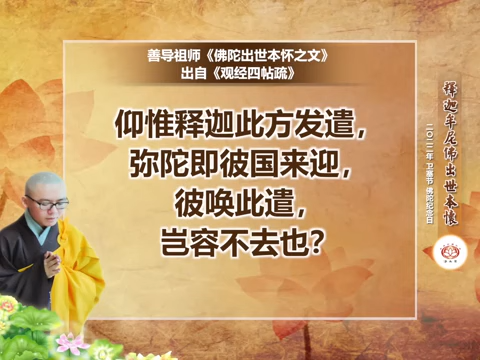 善导祖师《佛陀出世本怀之文》
出自《观经四帖疏》
仰惟释迦此方发遣，
弥陀即彼国来迎，
彼唤此遣，
岂容不去也？
释迦牟尼佛出世本怀
二〇二二年 卫塞节 佛陀纪念日